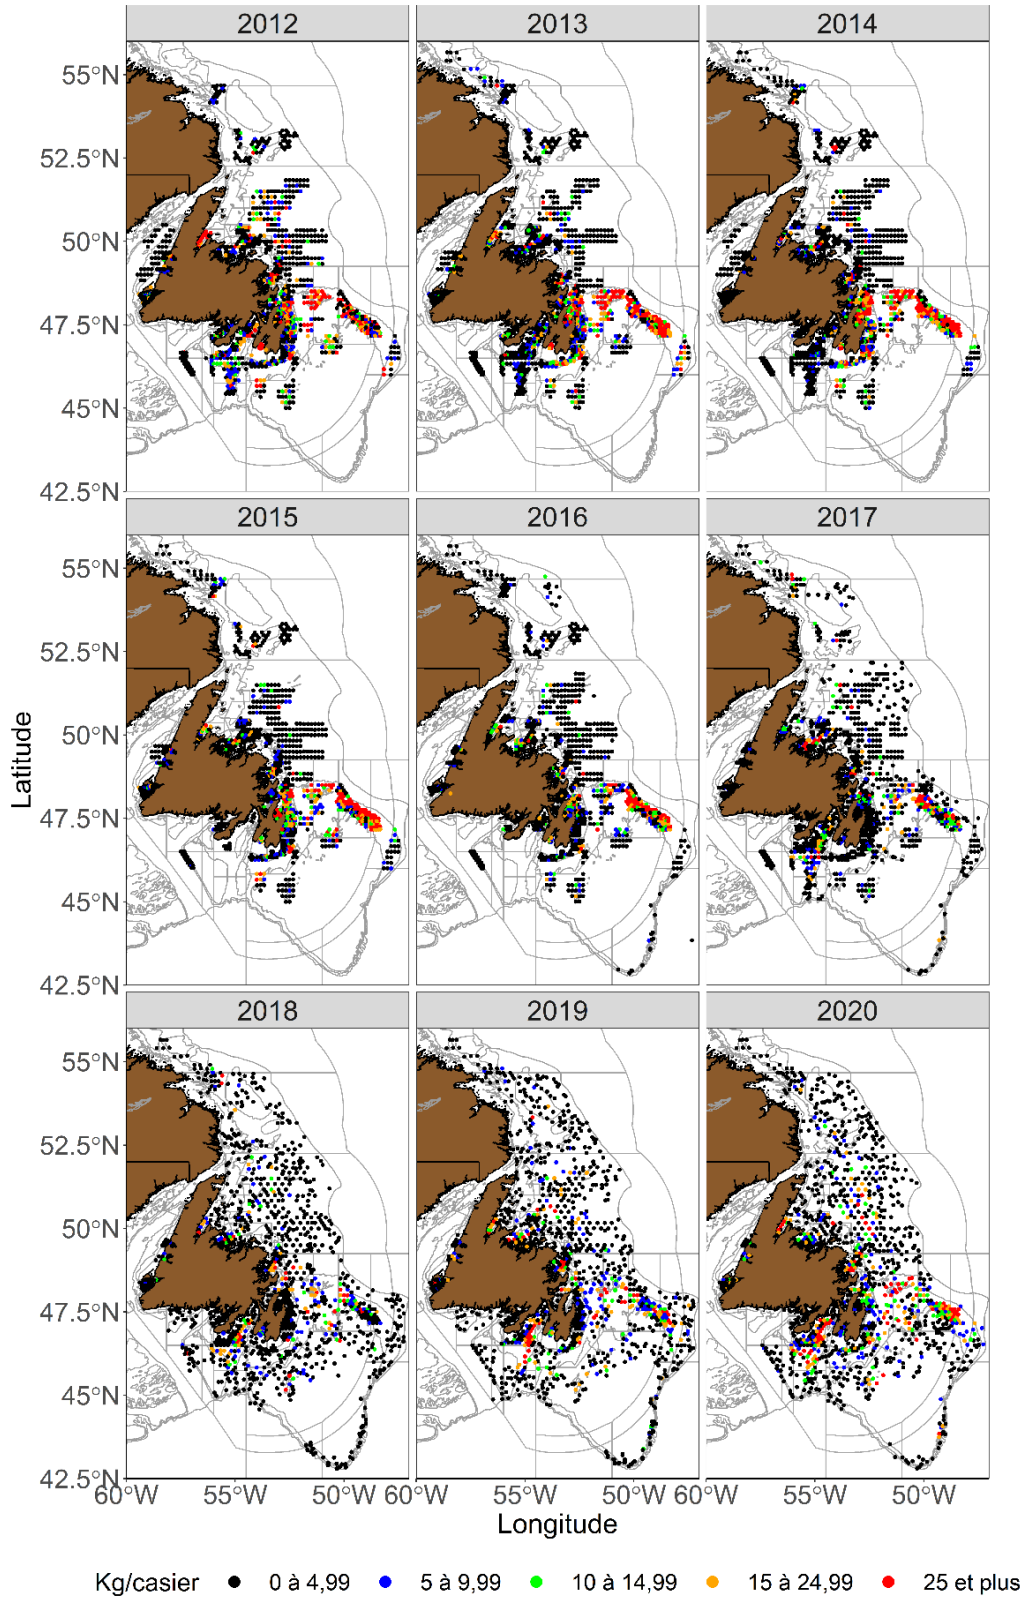 2012 2013 2014
55°N
52.5°N
50°N
47.5°N
45°N
42.5°N
2015 2016 2017
55°N
52.5°N
50°N
47.5°N
45°N
42.5°N
Latitude
2018 2019 2020
55°N
52.5°N
50°N
47.5°N
45°N
42.5°N
60°W 55°W 50°W 60°W 55°W 50°W 60°W 55°W 50°W
Longitude
Kg/casier 0 à 4,99 5 à 9,99 10 à 14,99 15 à 24,99 25 et plus